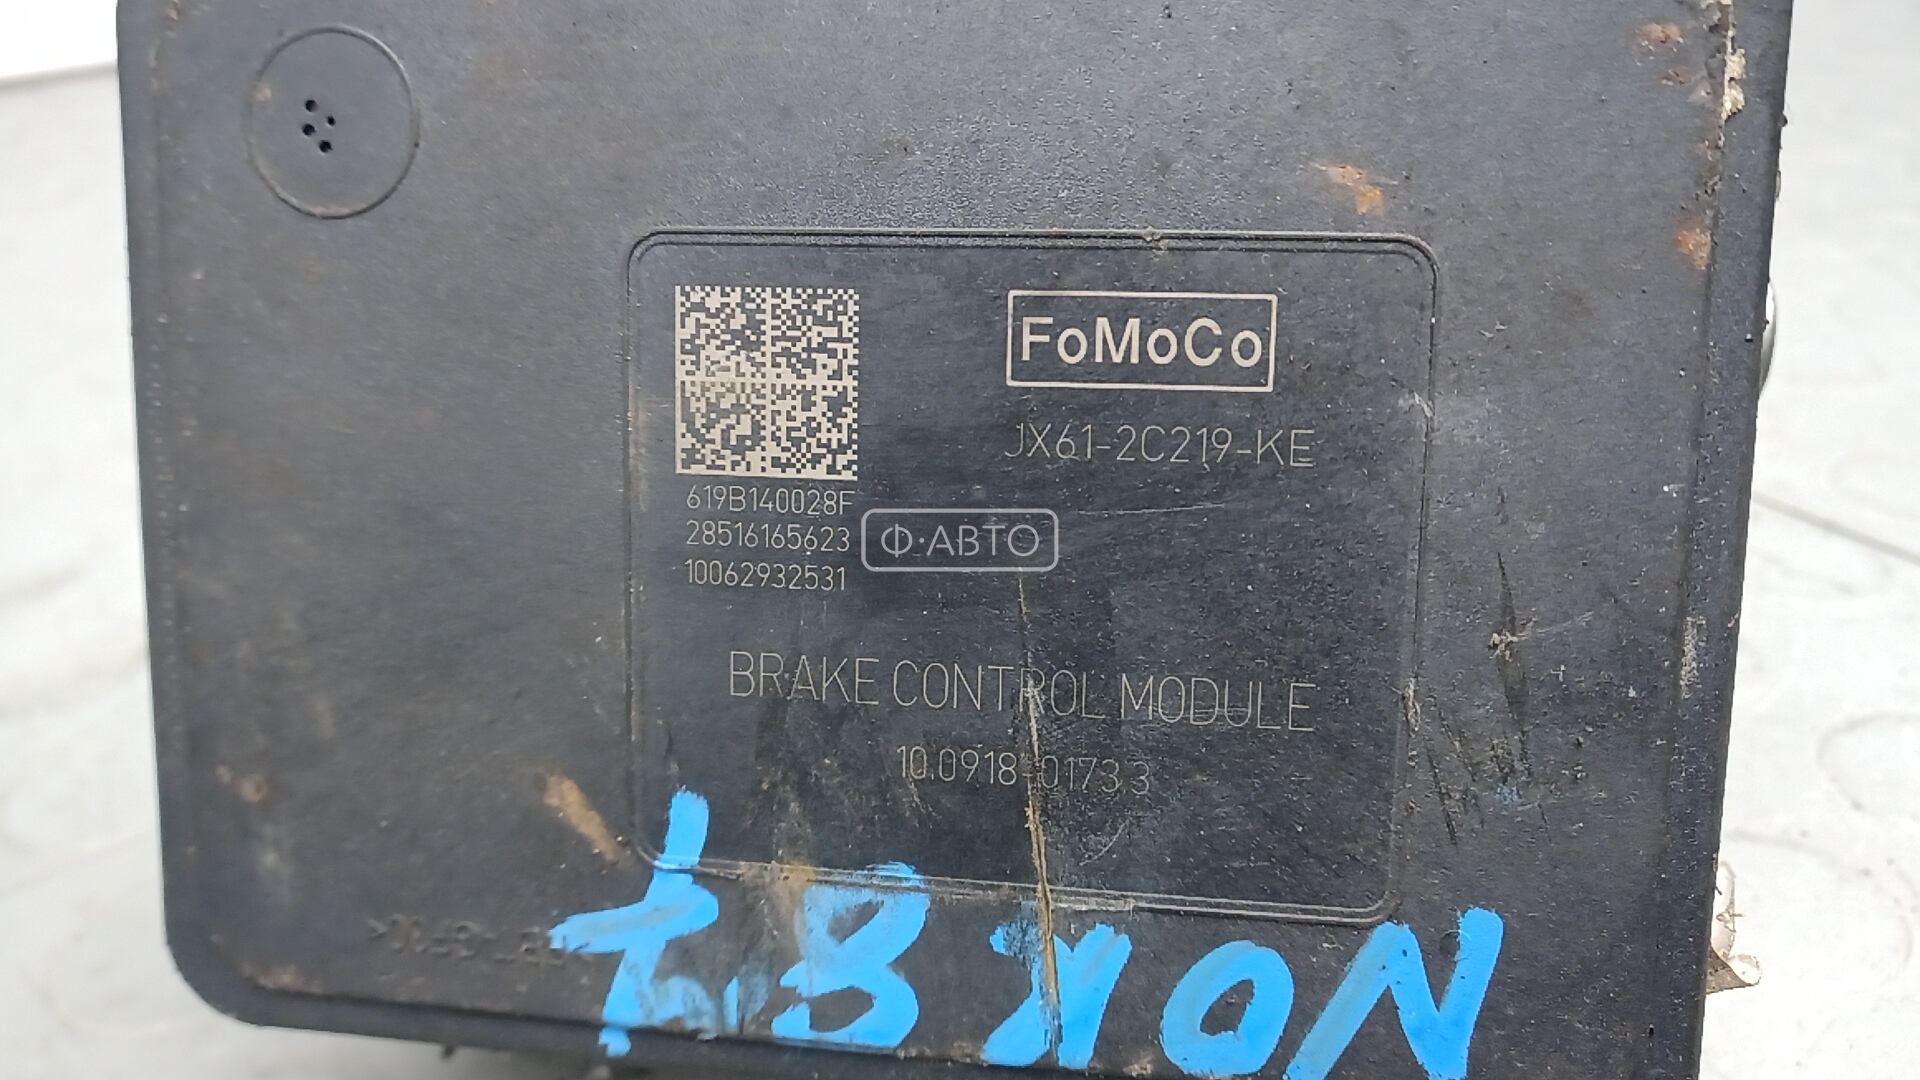 FoMoCo
JX61-2C219-KE
619B140028F
28516165623
10062932531
Ф·АВТО
BRAKE CONTROL MODULE
10.0918-0173.3